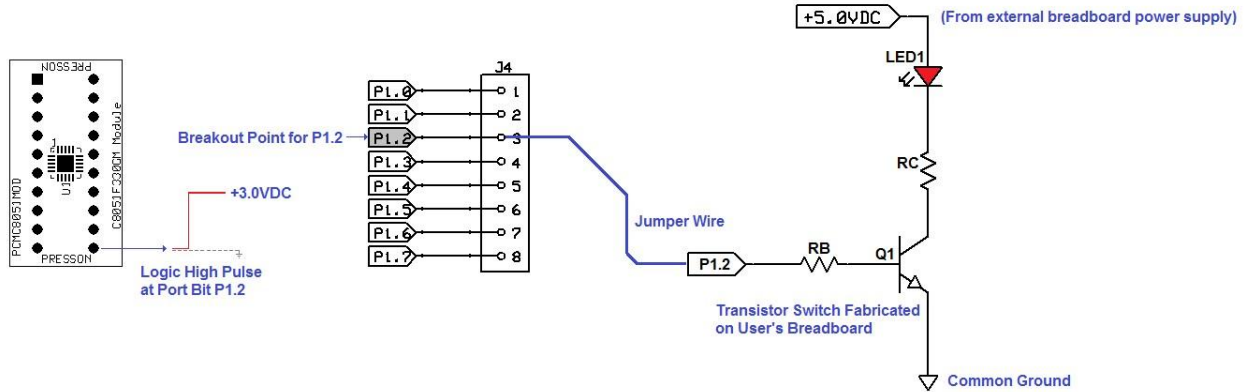 +5.0VDC
(From external breadboard power supply)
LED1
PRESSON
J4
P1.0
1
P1.1
2
Breakout Point for P1.2
P1.2
3
P1.3
4
P1.4
5
P1.5
6
P1.6
7
P1.7
8
PCMC8051MOD
U1
C8051F330GM Module
PRESSON
+3.0VDC
Logic High Pulse
at Port Bit P1.2
Jumper Wire
RC
P1.2
RB
Q1
Transistor Switch Fabricated
on User's Breadboard
Common Ground